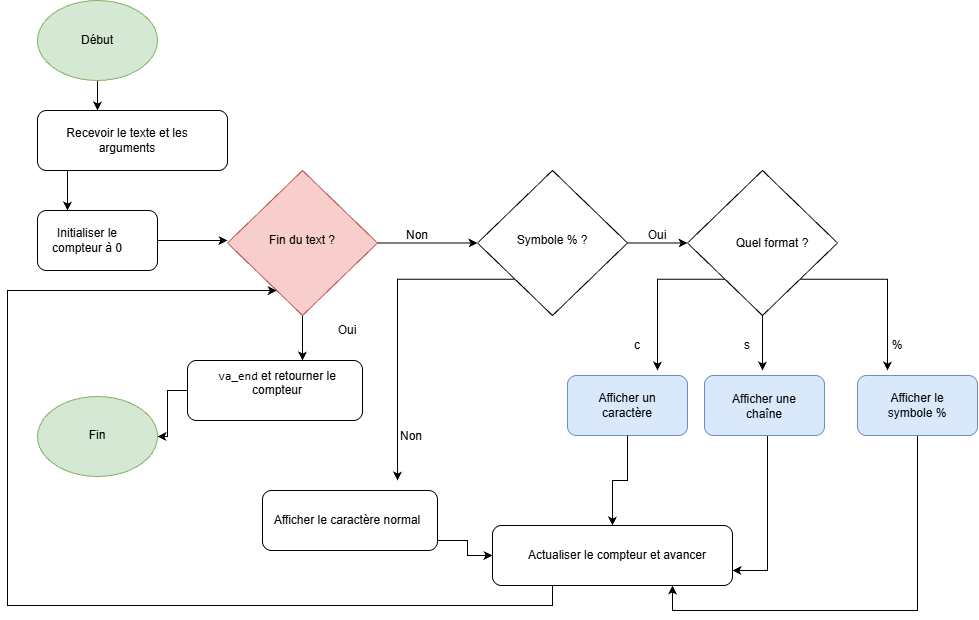 Début
Recevoir le texte et les
arguments
Initialiser le
compteur à 0
Fin du text ?
Non
Symbole % ?
Oui
Quel format ?
Oui
c
s
%
va_end et retourner le
compteur
Afficher un
caractère
Afficher une
chaîne
Afficher le
symbole %
Fin
Non
Afficher le caractère normal
Actualiser le compteur et avancer